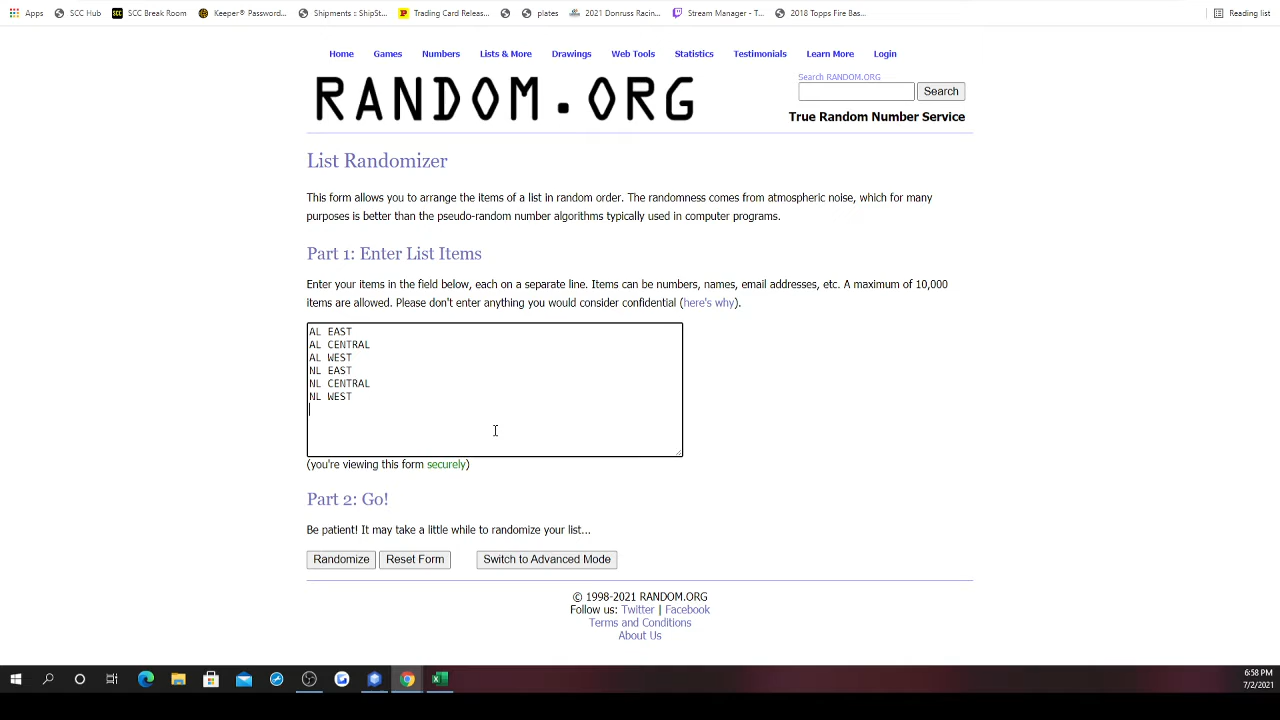 Apps SCC Hub SCC Break Room Keeper® Password... Shipments :: ShipSt... Trading Card Releas... plates 2021 Donruss Racin... Stream Manager - T... 2018 Topps Fire Bas... Reading list
Home Games Numbers Lists & More Drawings Web Tools Statistics Testimonials Learn More Login
RANDOM.ORG
Search RANDOM.ORG
Search
True Random Number Service
List Randomizer
This form allows you to arrange the items of a list in random order. The randomness comes from atmospheric noise, which for many
purposes is better than the pseudo-random number algorithms typically used in computer programs.
Part 1: Enter List Items
Enter your items in the field below, each on a separate line. Items can be numbers, names, email addresses, etc. A maximum of 10,000
items are allowed. Please don't enter anything you would consider confidential (here's why).
AL EAST
AL CENTRAL
AL WEST
NL EAST
NL CENTRAL
NL WEST
(you're viewing this form securely)
Part 2: Go!
Be patient! It may take a little while to randomize your list...
Randomize Reset Form Switch to Advanced Mode
© 1998-2021 RANDOM.ORG
Follow us: Twitter | Facebook
Terms and Conditions
About Us
6:58 PM
7/2/2021